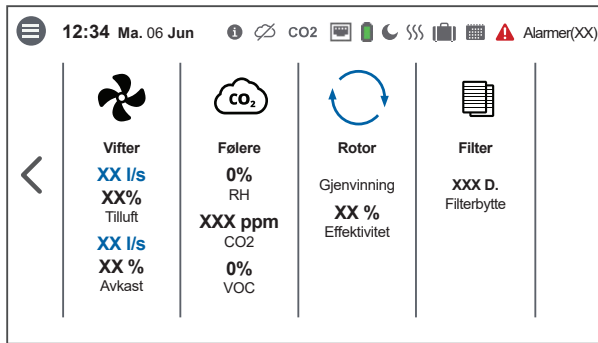 12:34 Ma. 06 Jun CO2 Alarmer(XX)
CO₂
Vifter
XX l/s
XX%
Tilluft
XX l/s
XX %
Avkast
Følere
0%
RH
XXX ppm
CO2
0%
VOC
Rotor
Gjenvinning
XX %
Effektivitet
Filter
XXX D.
Filterbytte